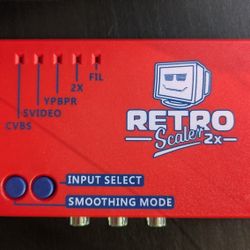 FIL
2X
YPBPR
SVIDEO
CVBS
RETRO
Scaler 2x
INPUT SELECT
SMOOTHING MODE